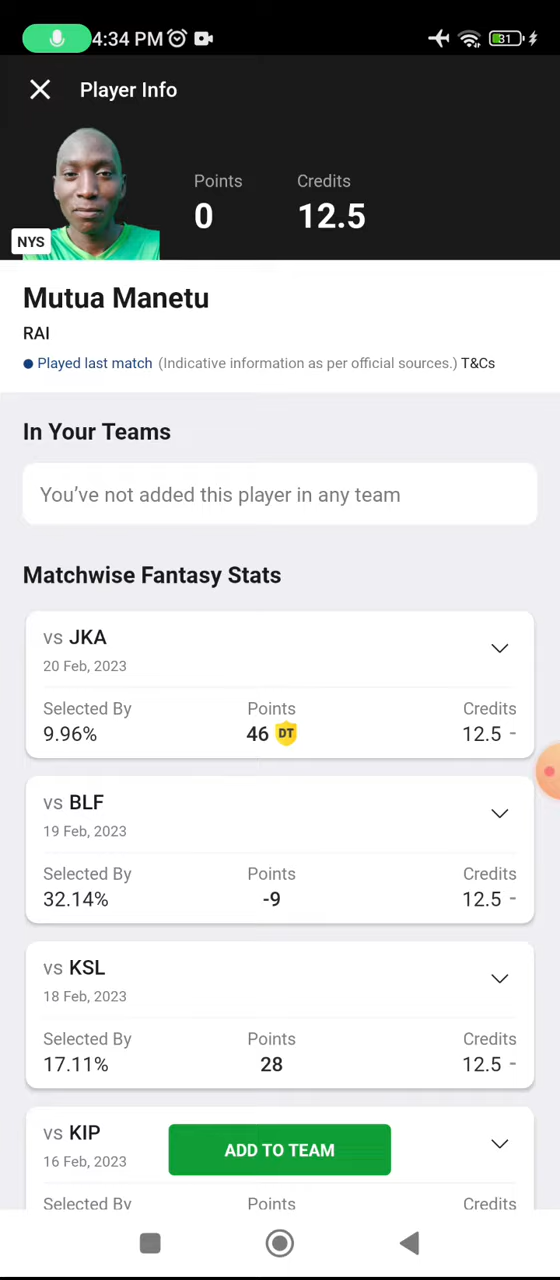 4:34 PM
31
Player Info
Points
Credits
0
12.5
NYS
Mutua Manetu
RAI
Played last match (Indicative information as per official sources.) T&Cs
In Your Teams
You've not added this player in any team
Matchwise Fantasy Stats
vs JKA
20 Feb, 2023
Selected By Points Credits
9.96% 46 DT 12.5 -
vs BLF
19 Feb, 2023
Selected By Points Credits
32.14% -9 12.5 -
vs KSL
18 Feb, 2023
Selected By Points Credits
17.11% 28 12.5 -
vs KIP
16 Feb, 2023
ADD TO TEAM
Selected By Points Credits